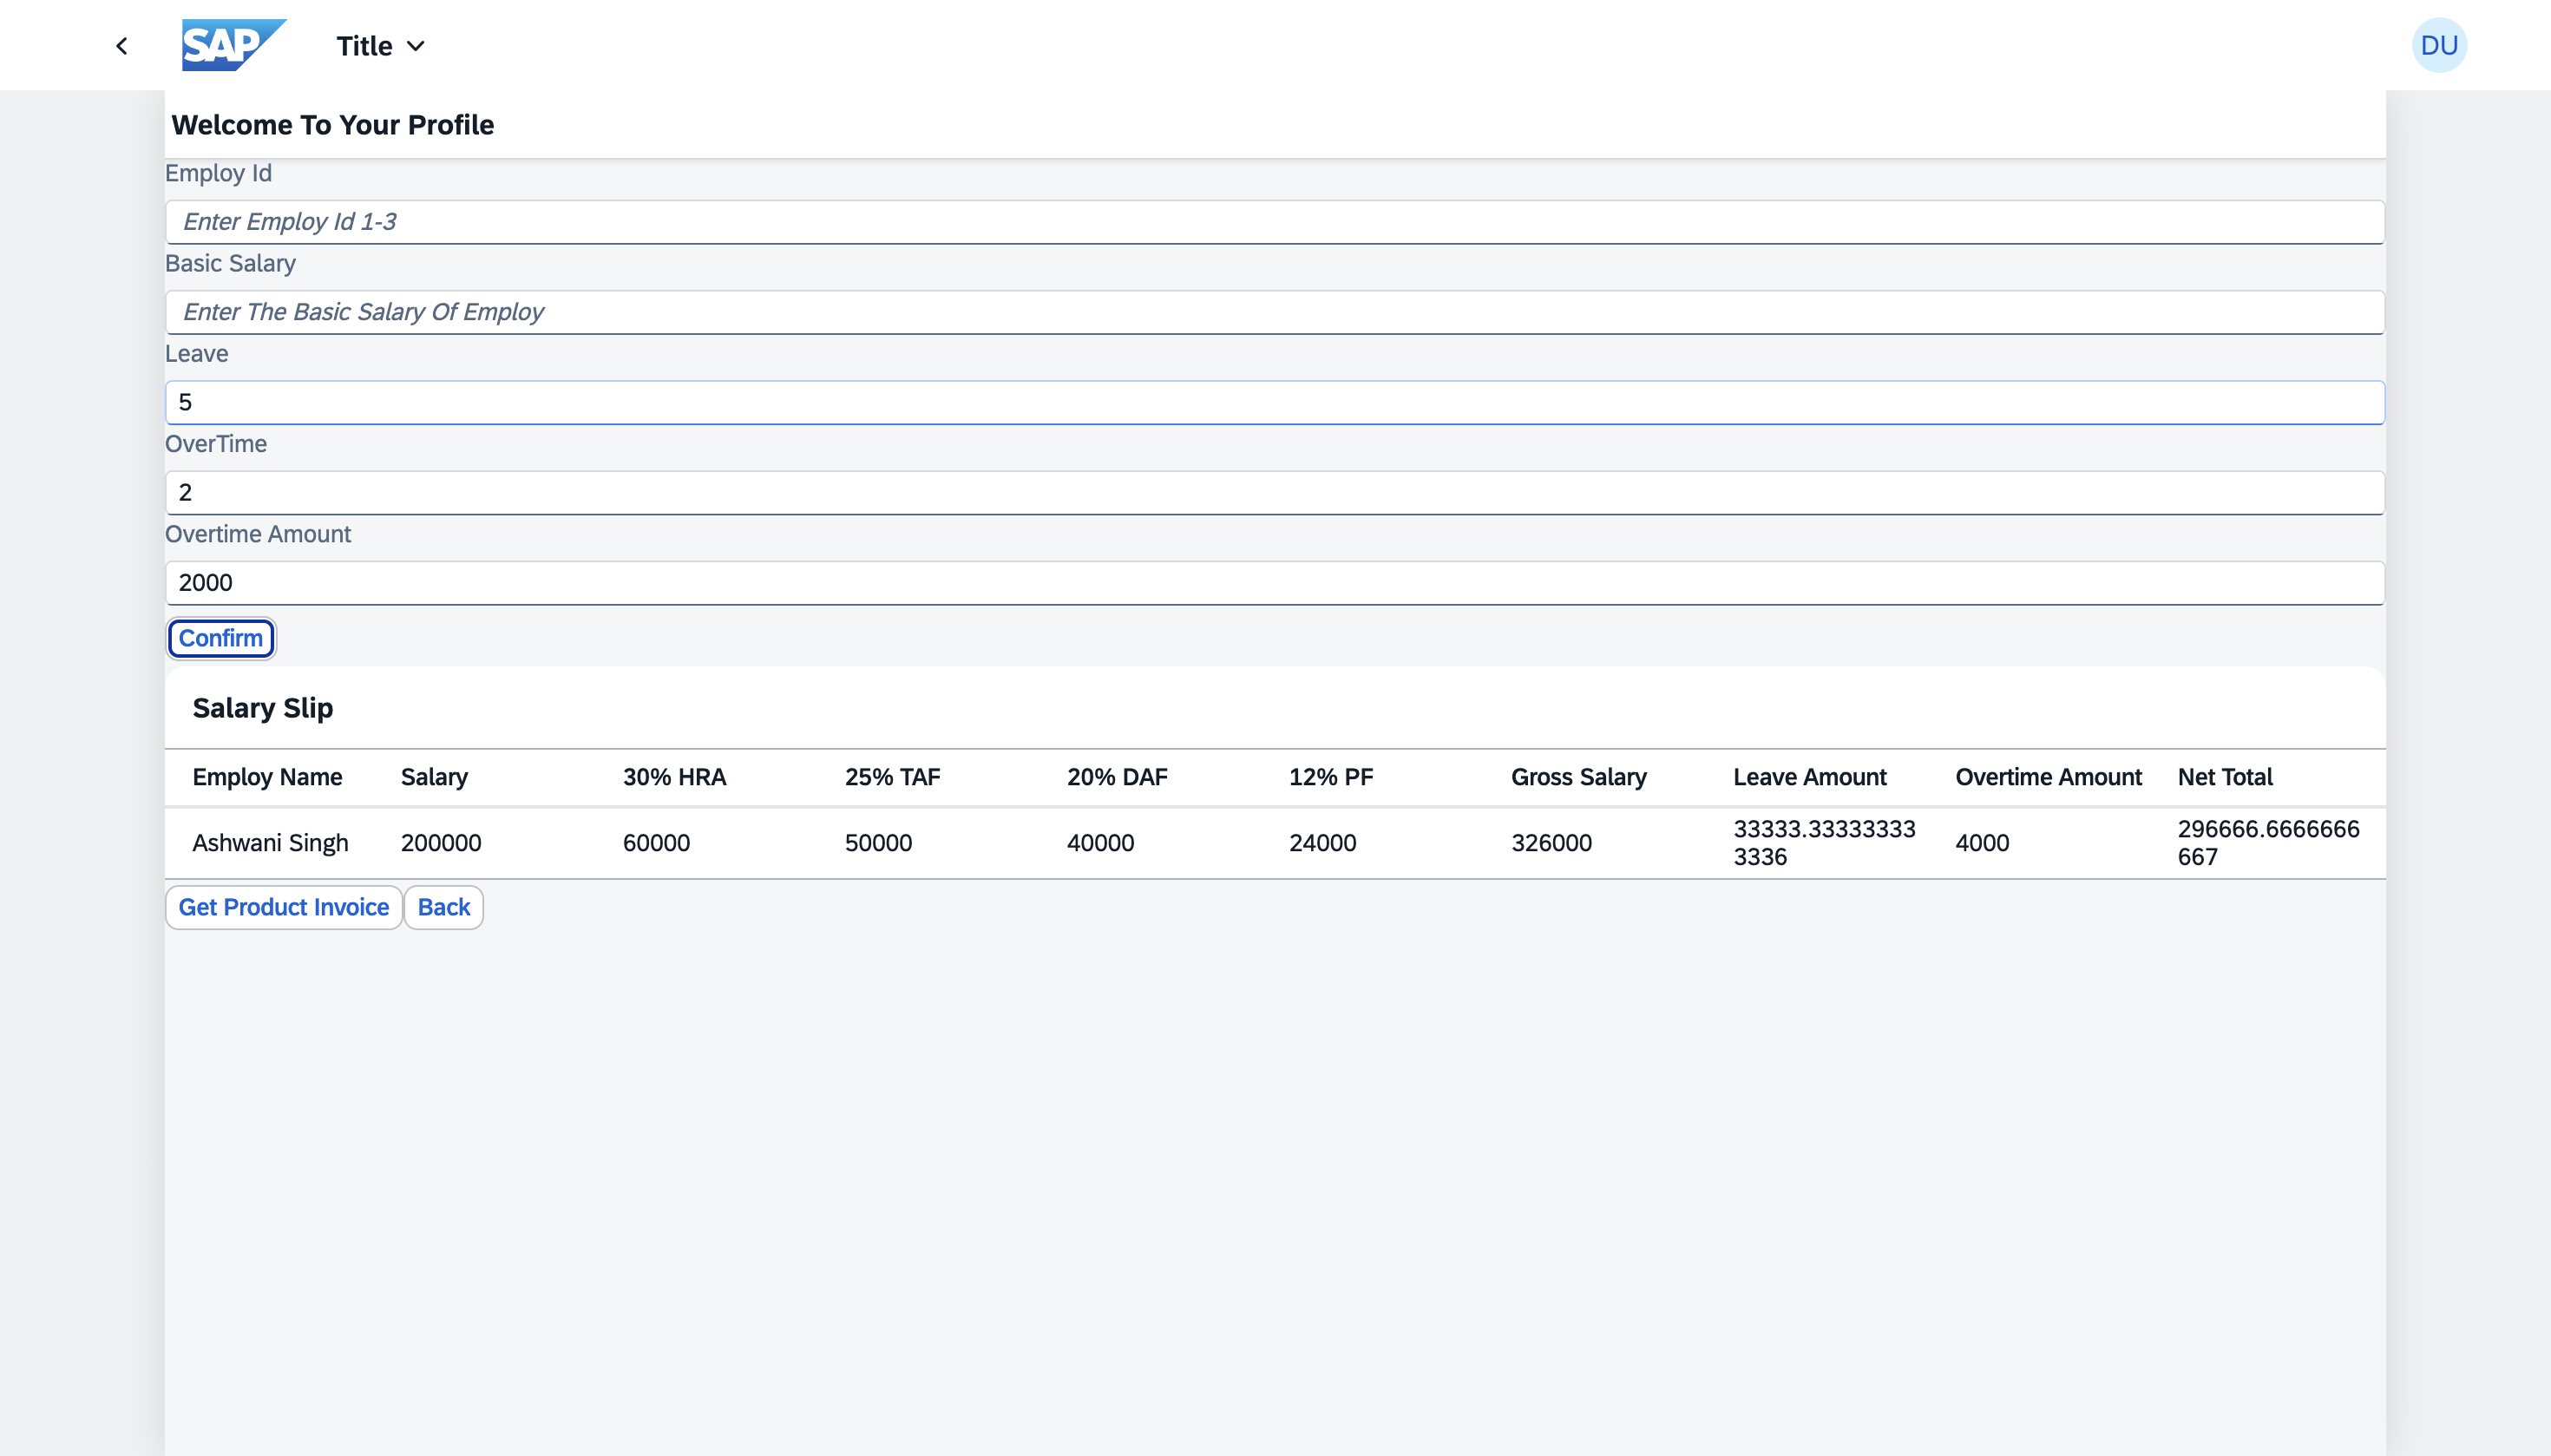 SAP Title DU
Welcome To Your Profile
Employ Id
Enter Employ Id 1-3
Basic Salary
Enter The Basic Salary Of Employ
Leave
5
OverTime
2
Overtime Amount
2000
Confirm
Salary Slip
Employ Name Salary 30% HRA 25% TAF 20% DAF 12% PF Gross Salary Leave Amount Overtime Amount Net Total
Ashwani Singh 200000 60000 50000 40000 24000 326000 33333.333333333336 4000 296666.6666666667
Get Product Invoice Back